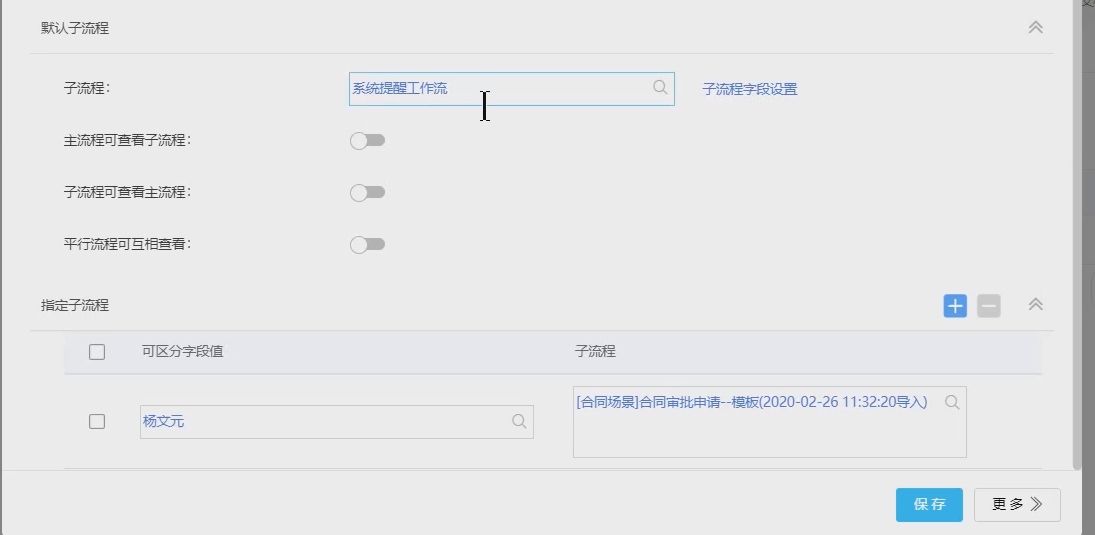 默认子流程
子流程:
系统提醒工作流
子流程字段设置
主流程可查看子流程:
子流程可查看主流程:
平行流程可互相查看:
指定子流程
可区分字段值
子流程
杨文元
[合同场景]合同审批申请--模板(2020-02-26 11:32:20导入)
保存
更多